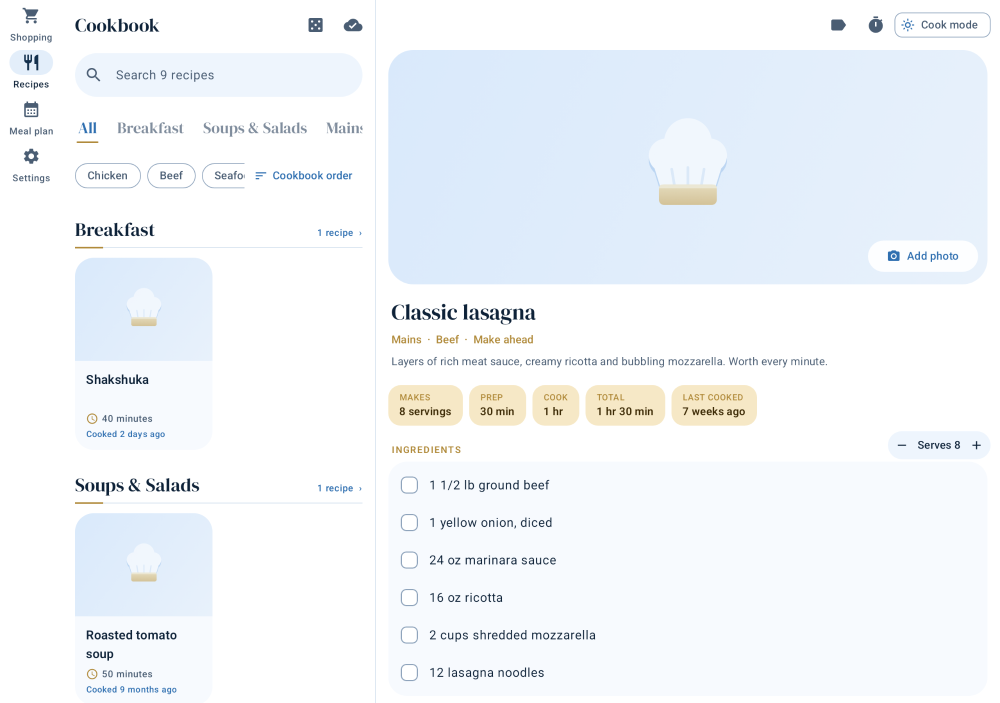 Shopping
Recipes
Meal plan
Settings
Cookbook
Search 9 recipes
All Breakfast Soups & Salads Mains
Chicken Beef Seafo Cookbook order
Breakfast 1 recipe ›
Shakshuka
40 minutes
Cooked 2 days ago
Soups & Salads 1 recipe ›
Roasted tomato
soup
50 minutes
Cooked 9 months ago
Cook mode
Add photo
Classic lasagna
Mains · Beef · Make ahead
Layers of rich meat sauce, creamy ricotta and bubbling mozzarella. Worth every minute.
MAKES PREP COOK TOTAL LAST COOKED
8 servings 30 min 1 hr 1 hr 30 min 7 weeks ago
INGREDIENTS − Serves 8 +
1 1/2 lb ground beef
1 yellow onion, diced
24 oz marinara sauce
16 oz ricotta
2 cups shredded mozzarella
12 lasagna noodles